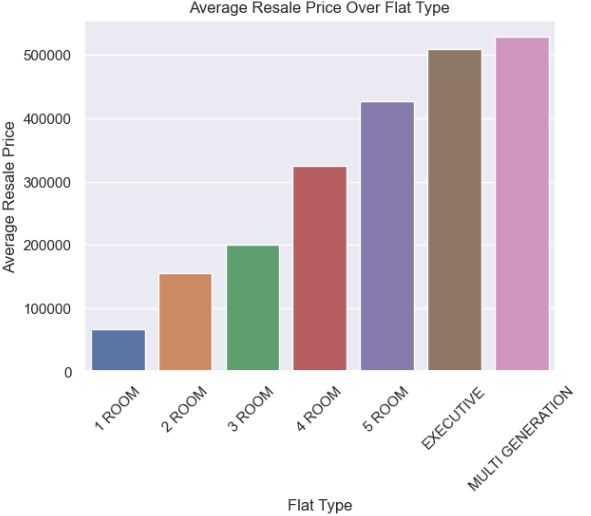 Average Resale Price Over Flat Type
Average Resale Price
500000
400000
300000
200000
100000
0
1 ROOM
2 ROOM
3 ROOM
4 ROOM
5 ROOM
EXECUTIVE
MULTI GENERATION
Flat Type